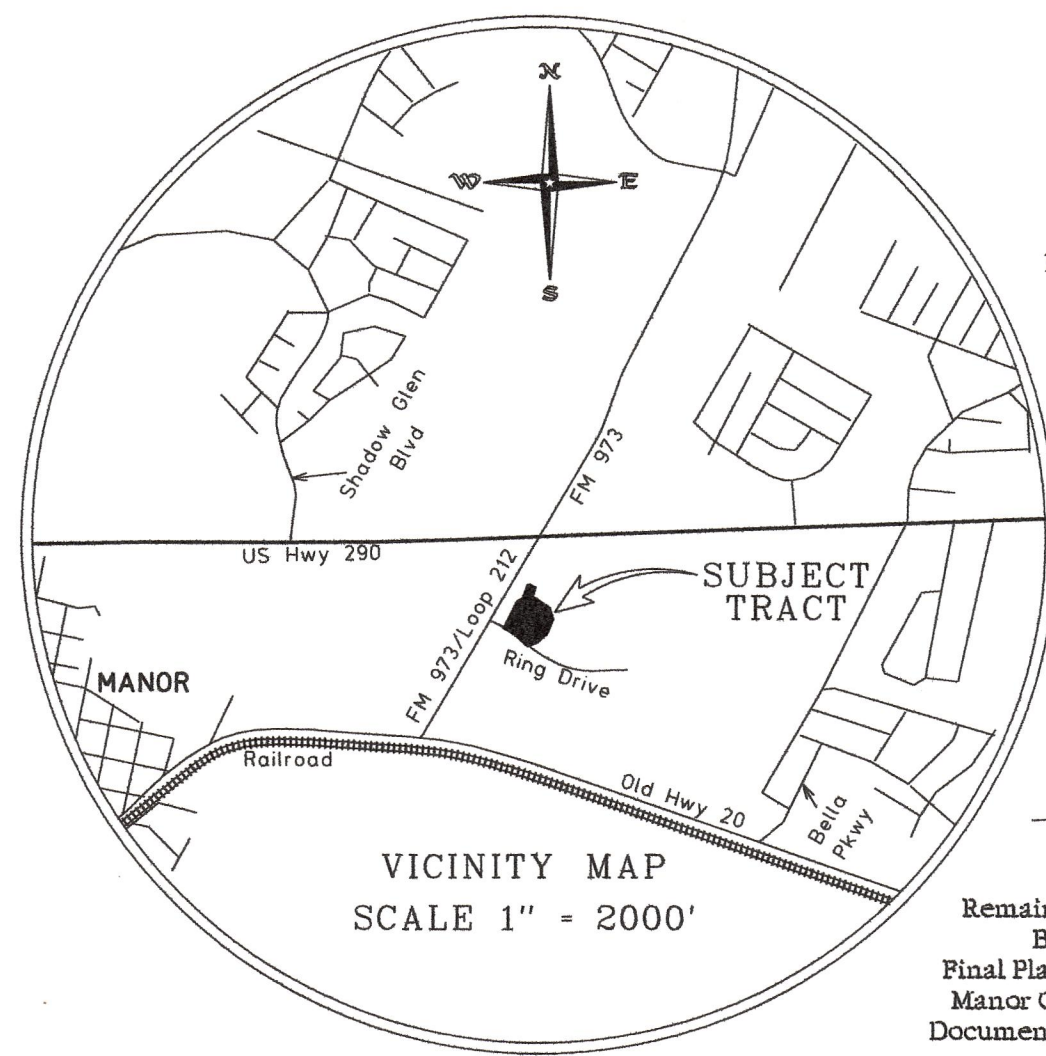 N
W
E
S
Shadow Glen
Blvd
FM 973
US Hwy 290
FM 973/Loop 212
SUBJECT
TRACT
Ring Drive
MANOR
Railroad
Old Hwy 20
Bella
Pkwy
VICINITY MAP
SCALE 1" = 2000'
Final
Manor